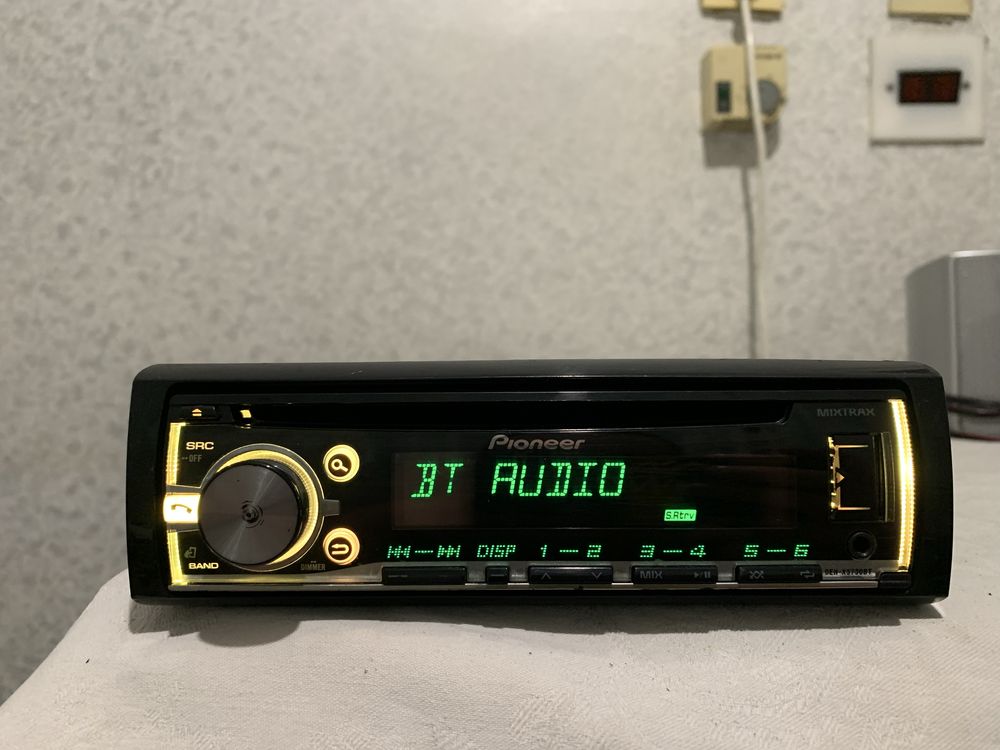 MIXTRAX
SRC
OFF
Pioneer
BT AUDIO
S.Rtrv
DISP 1 — 2 3 — 4 5 — 6
BAND
DIMMER
MIX